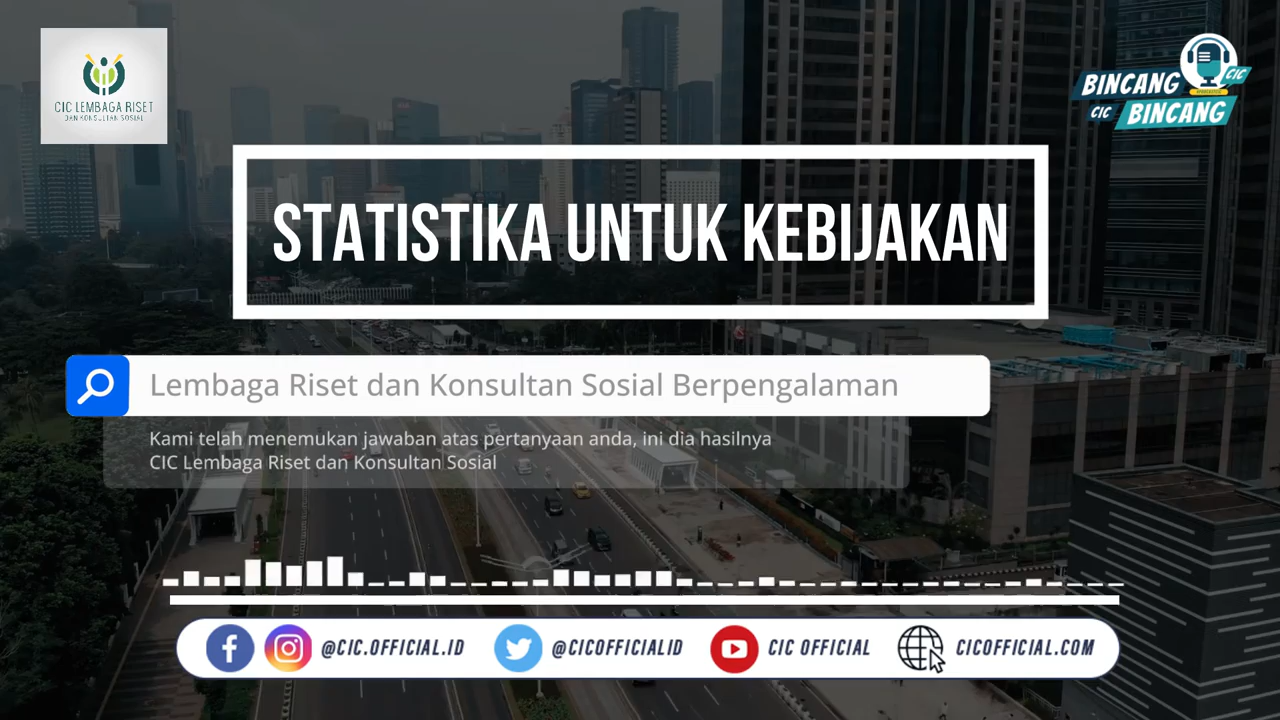 CIC LEMBAGA RISET
DAN KONSULTAN SOSIAL
BINCANG
CIC
CIC
BINCANG
STATISTIKA UNTUK KEBIJAKAN
Lembaga Riset dan Konsultan Sosial Berpengalaman
Kami telah menemukan jawaban atas pertanyaan anda, ini dia hasilnya
CIC Lembaga Riset dan Konsultan Sosial
@CIC.OFFICIAL.ID
@CICOFFICIALID
CIC OFFICIAL
CICOFFICIAL.COM